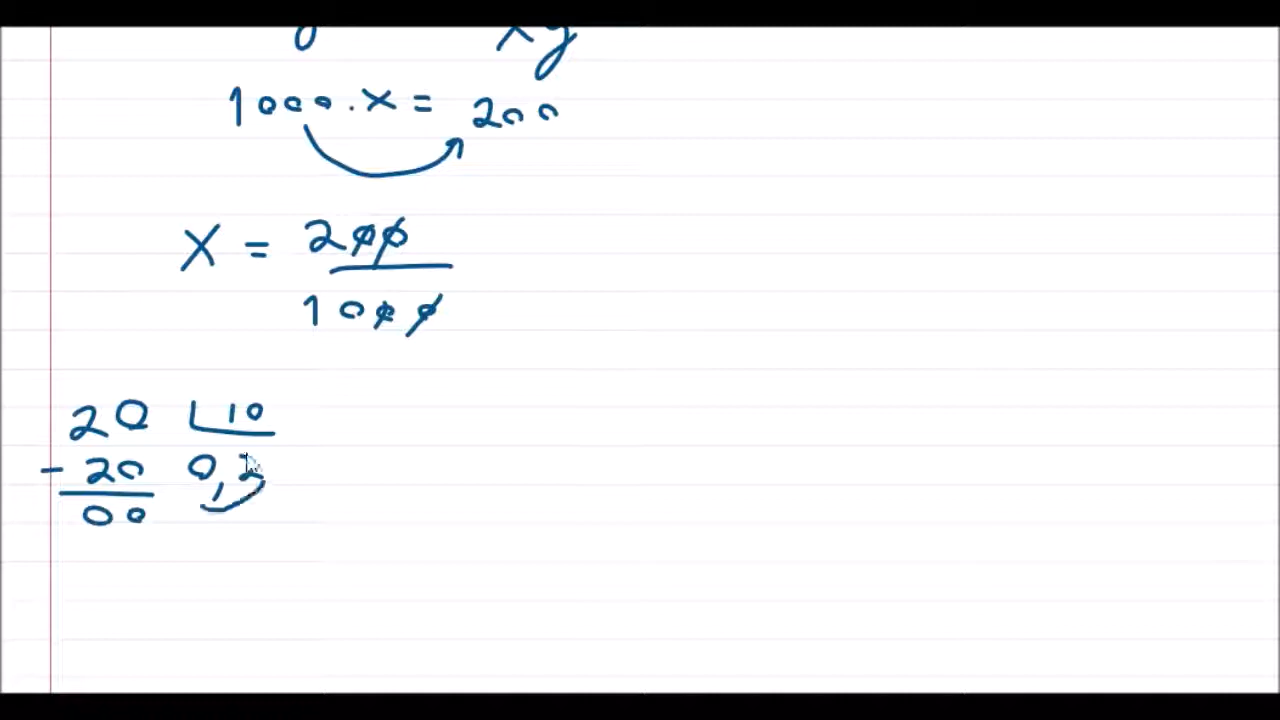 1000 . x = 200
X = 200
1000
20 10
- 20 0,2
00